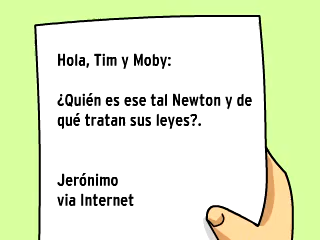 Hola, Tim y Moby:
¿Quién es ese tal Newton y de
qué tratan sus leyes?.
Jerónimo
via Internet